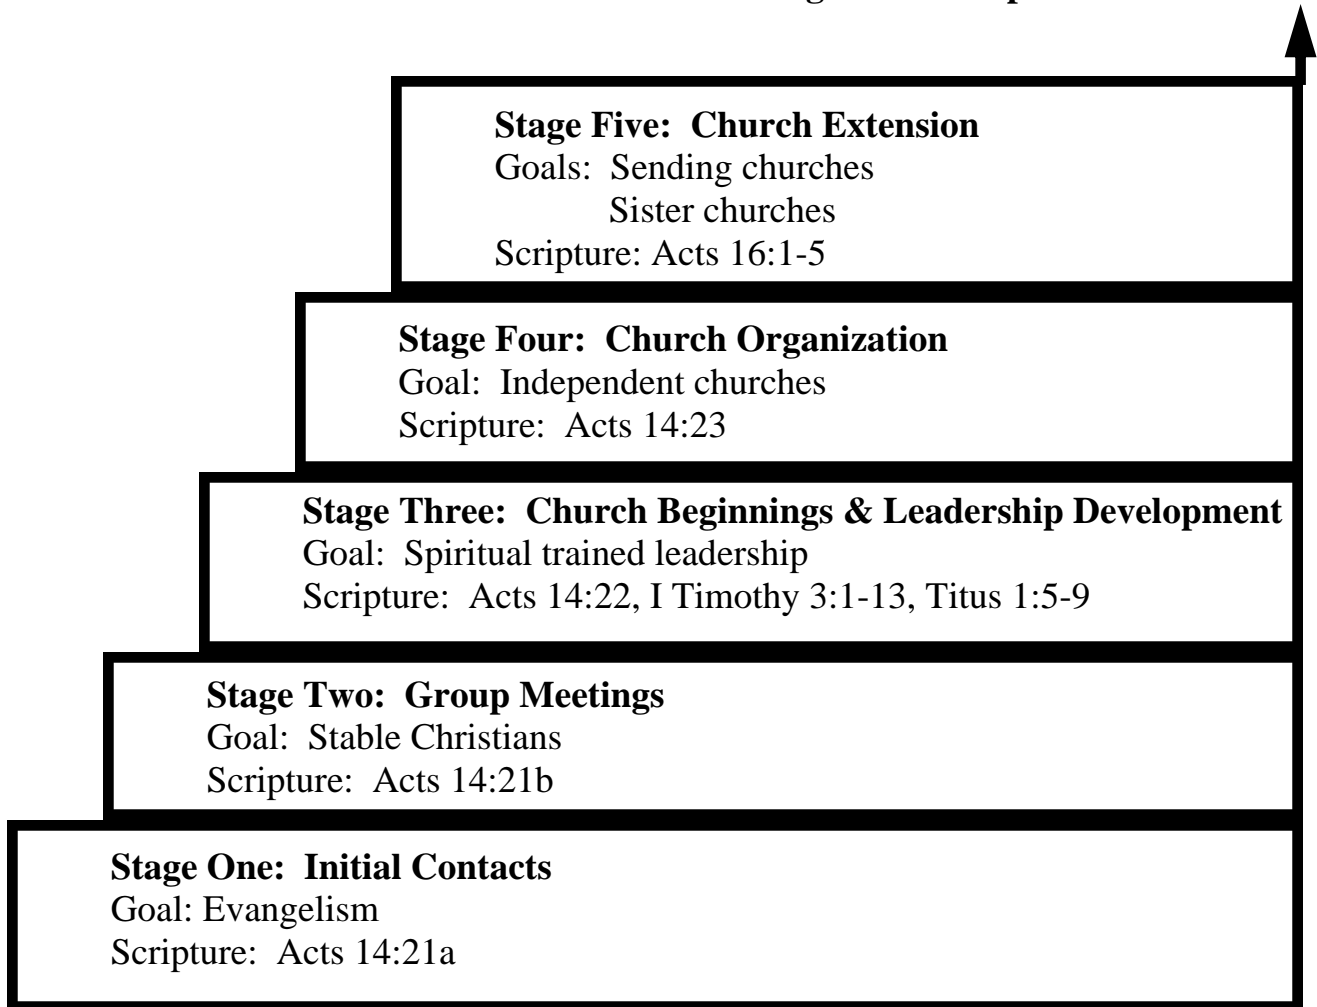 Stage Five:  Church Extension
Goals:  Sending churches
Sister churches
Scripture: Acts 16:1-5
Stage Four:  Church Organization
Goal:  Independent churches
Scripture:  Acts 14:23
Stage Three:  Church Beginnings & Leadership Development
Goal:  Spiritual trained leadership
Scripture:  Acts 14:22, I Timothy 3:1-13, Titus 1:5-9
Stage Two:  Group Meetings
Goal:  Stable Christians
Scripture:  Acts 14:21b
Stage One:  Initial Contacts
Goal: Evangelism
Scripture:  Acts 14:21a